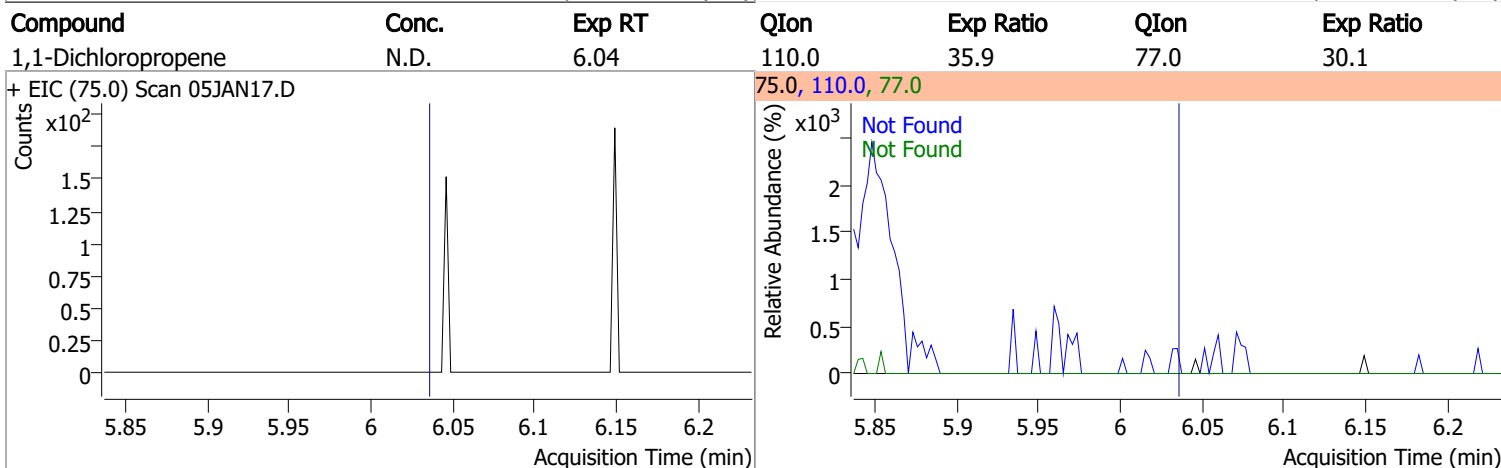 Compound Conc. Exp RT QIon Exp Ratio QIon Exp Ratio
1,1-Dichloropropene N.D. 6.04 110.0 35.9 77.0 30.1
+ EIC (75.0) Scan 05JAN17.D
Counts
x10²
1.5
1.25
1
0.75
0.5
0.25
0
5.85 5.9 5.95 6 6.05 6.1 6.15 6.2
Acquisition Time (min)
75.0, 110.0, 77.0
Relative Abundance (%)
x10³
Not Found
Not Found
2
1.5
1
0.5
0
5.85 5.9 5.95 6 6.05 6.1 6.15 6.2
Acquisition Time (min)